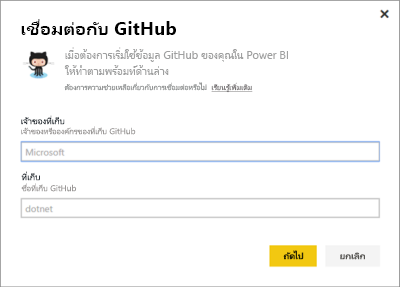 เชื่อมต่อกับ GitHub
เมื่อต้องการเริ่มใช้ข้อมูล GitHub ของคุณใน Power BI
ให้ทำตามพร้อมท์ด้านล่าง
ต้องการความช่วยเหลือเกี่ยวกับการเชื่อมต่อหรือไม่ เรียนรู้เพิ่มเติม
เจ้าของที่เก็บ
เจ้าของหรือองค์กรของที่เก็บ GitHub
Microsoft
ที่เก็บ
ชื่อที่เก็บ GitHub
dotnet
ถัดไป ยกเลิก